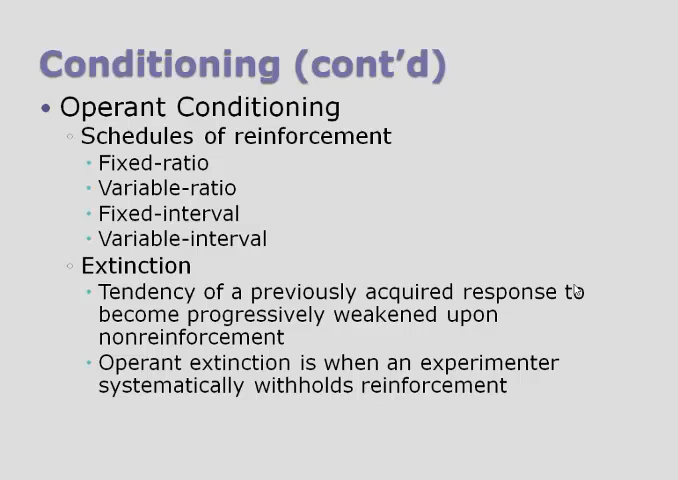 Conditioning (cont’d)
• Operant Conditioning
◦ Schedules of reinforcement
• Fixed-ratio
• Variable-ratio
• Fixed-interval
• Variable-interval
◦ Extinction
• Tendency of a previously acquired response to
become progressively weakened upon
nonreinforcement
• Operant extinction is when an experimenter
systematically withholds reinforcement